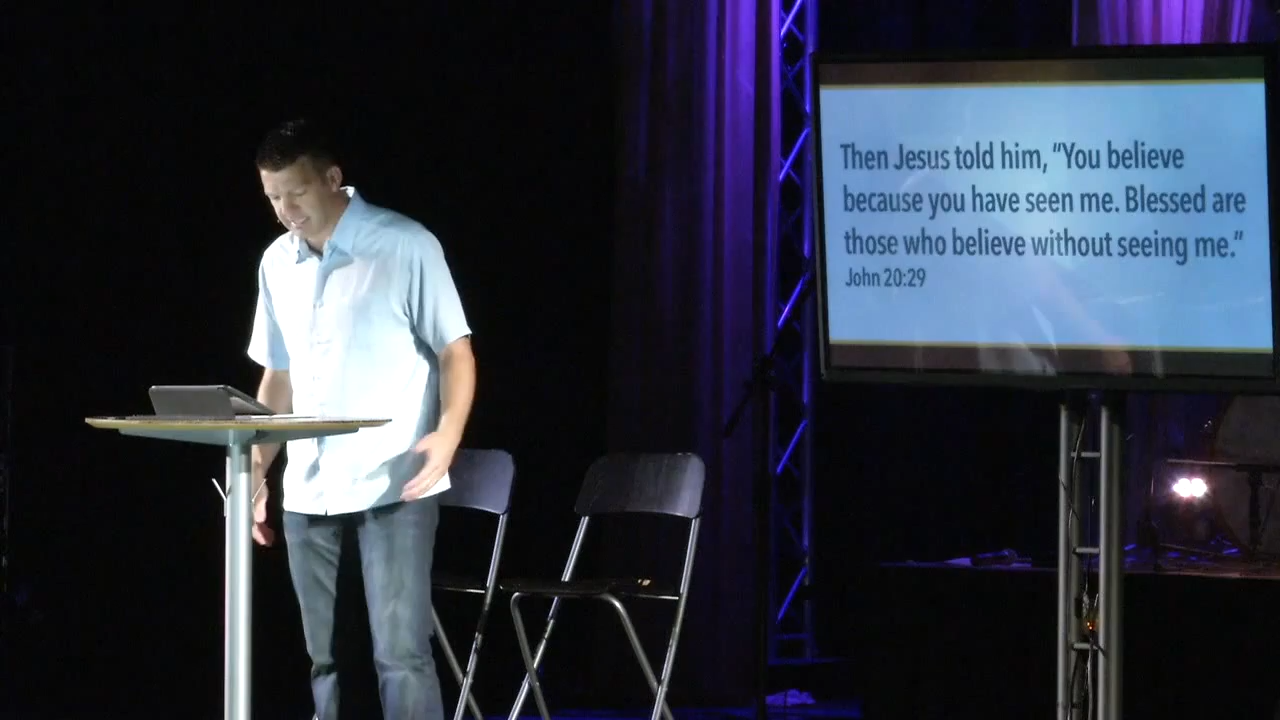 Then Jesus told him, “You believe
because you have seen me. Blessed are
those who believe without seeing me.”
John 20:29